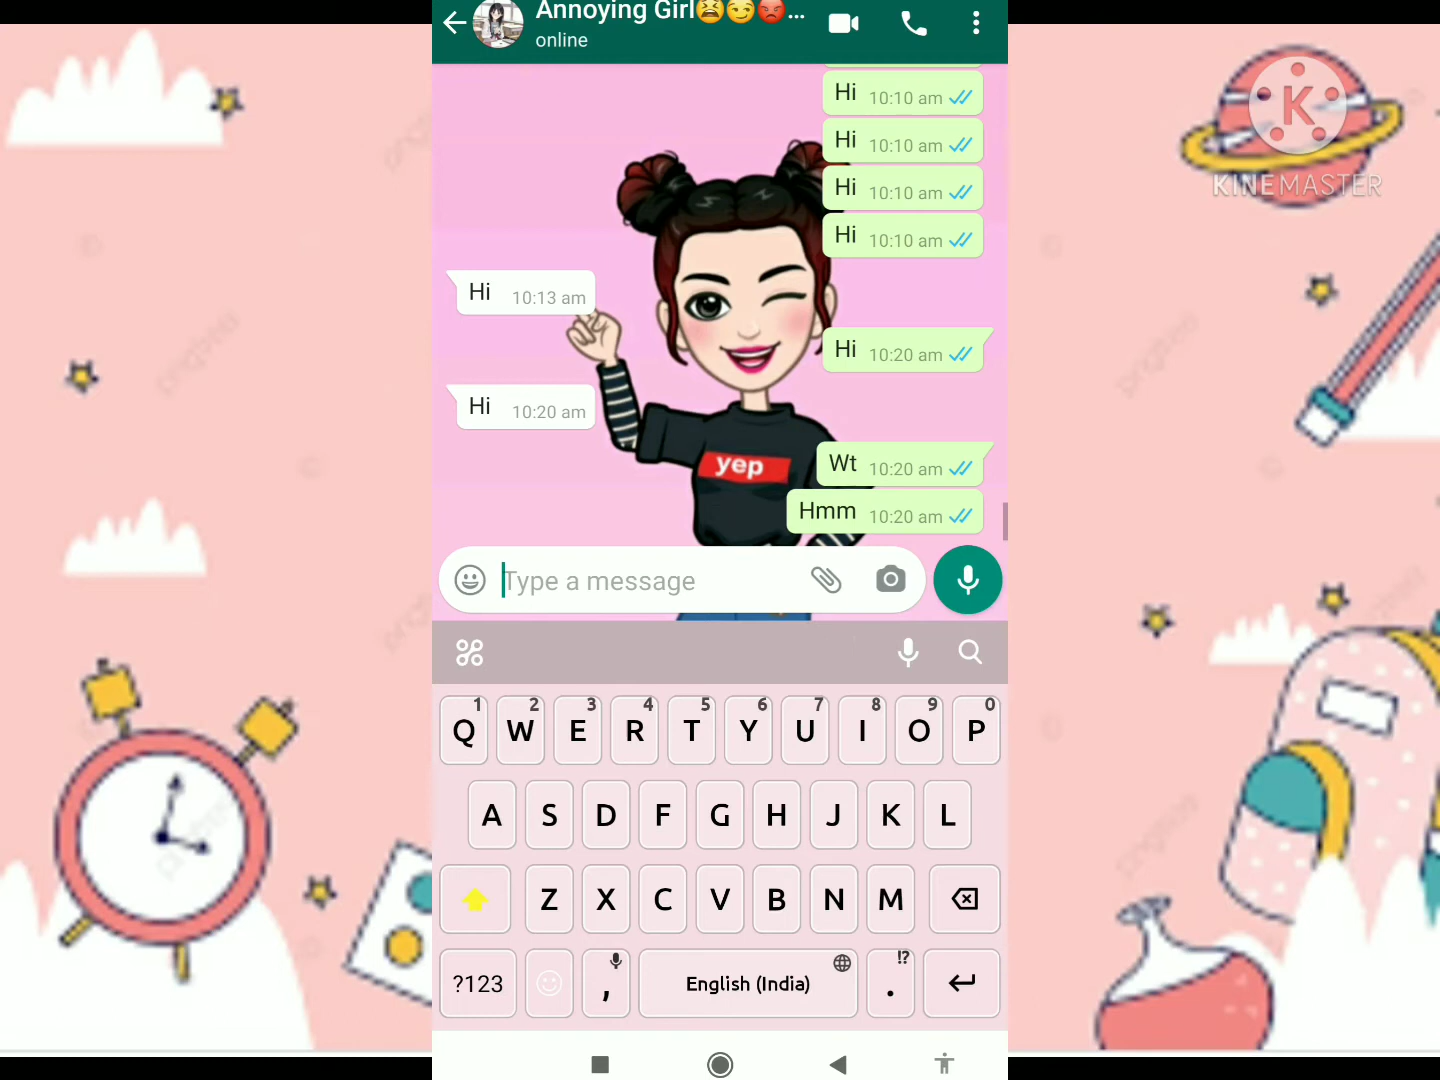 Annoying Girl😫😏😡...
online
Hi 10:10 am
Hi 10:10 am
Hi 10:10 am
Hi 10:10 am
Hi 10:13 am
Hi 10:20 am
Hi 10:20 am
Wt 10:20 am
Hmm 10:20 am
yep
Type a message
1 2 3 4 5 6 7 8 9 0
Q W E R T Y U I O P
A S D F G H J K L
Z X C V B N M
!?
?123 , English (India) .
K
KINEMASTER